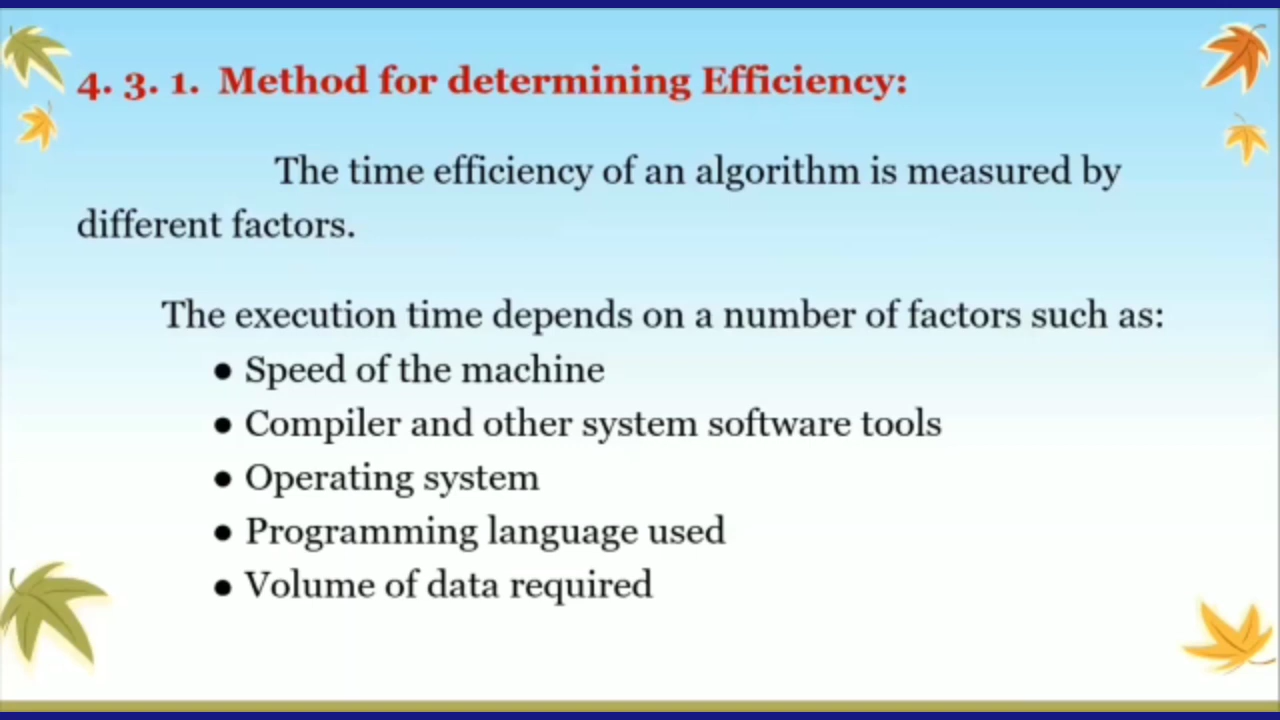 4. 3. 1. Method for determining Efficiency:
The time efficiency of an algorithm is measured by
different factors.
The execution time depends on a number of factors such as:
● Speed of the machine
● Compiler and other system software tools
● Operating system
● Programming language used
● Volume of data required